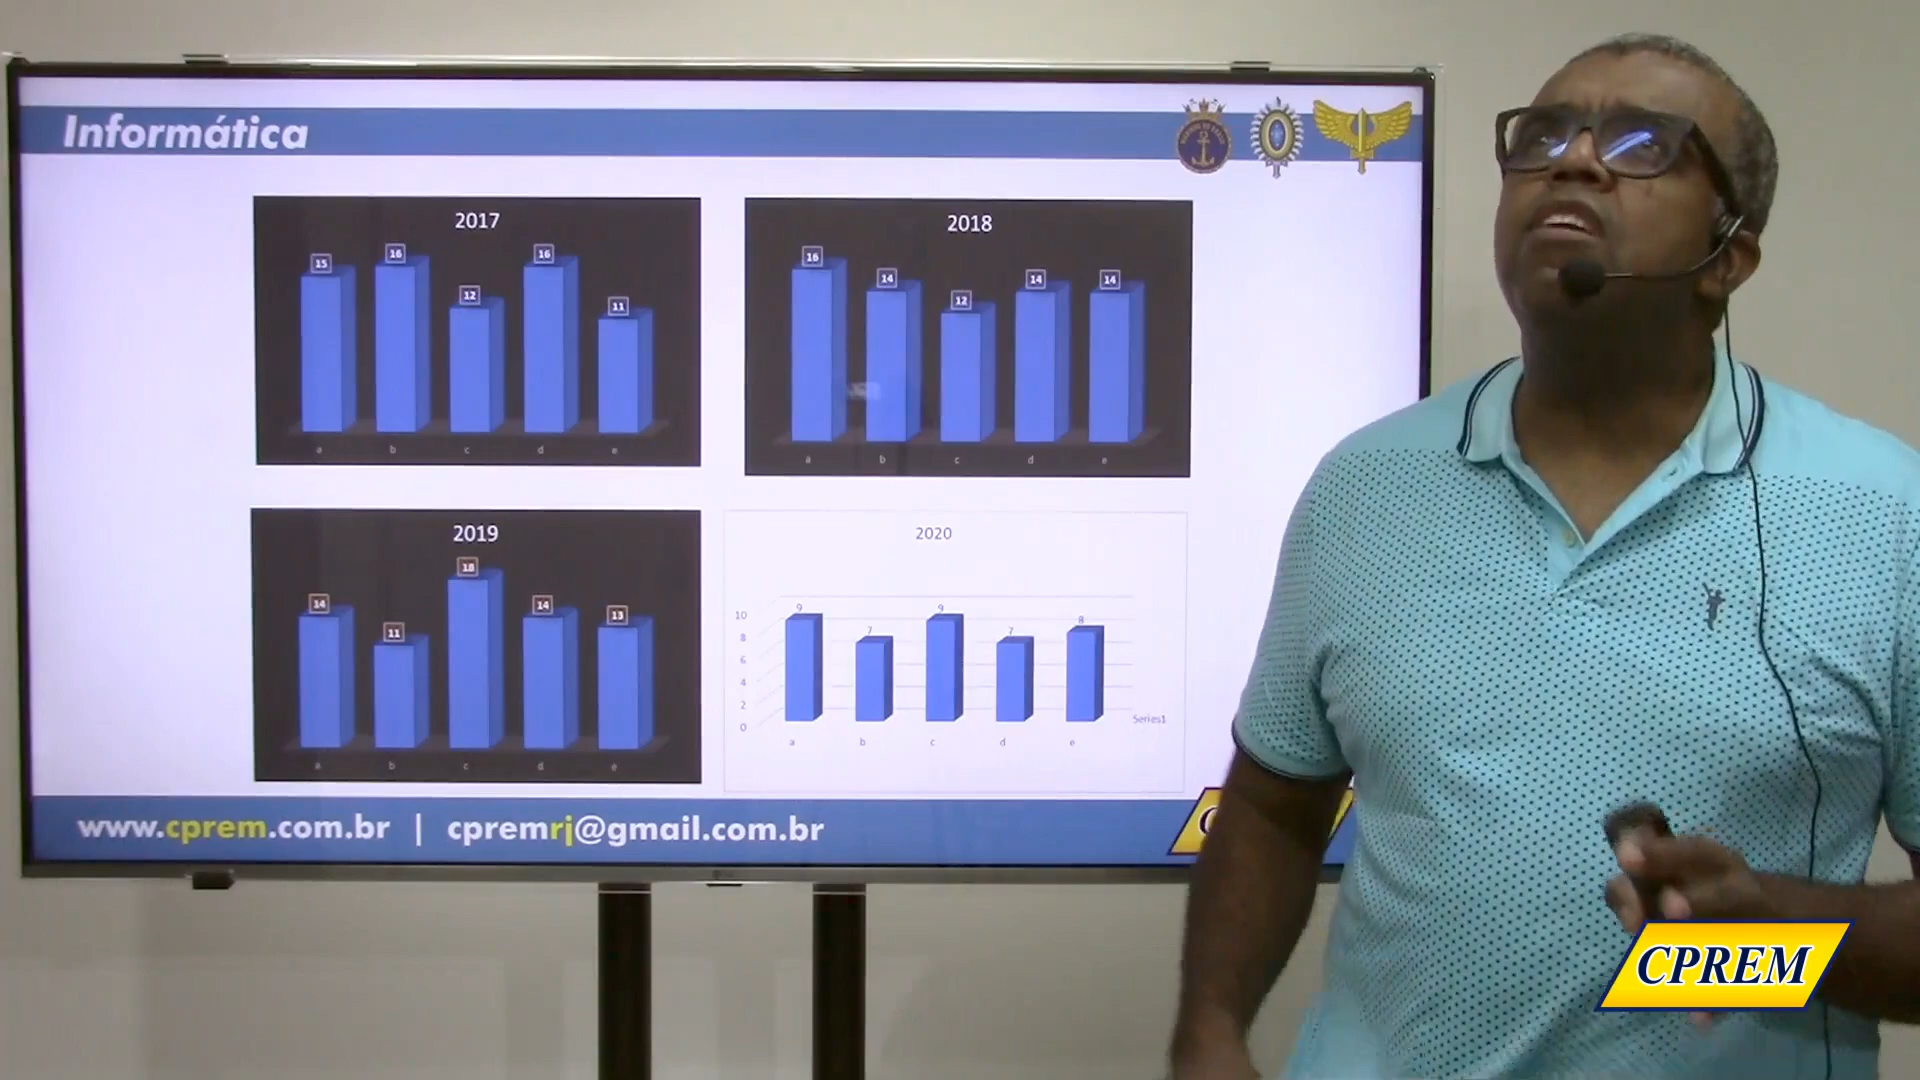 Informática
2017
15 16 12 16 11
a b c d e
2018
16 14 12 14 14
a b c d e
2019
14 11 18 14 13
a b c d e
2020
9 7 9 7 8
10
8
6
4
2
0
Series1
a b c d e
www.cprem.com.br | cpremrj@gmail.com.br
CPREM